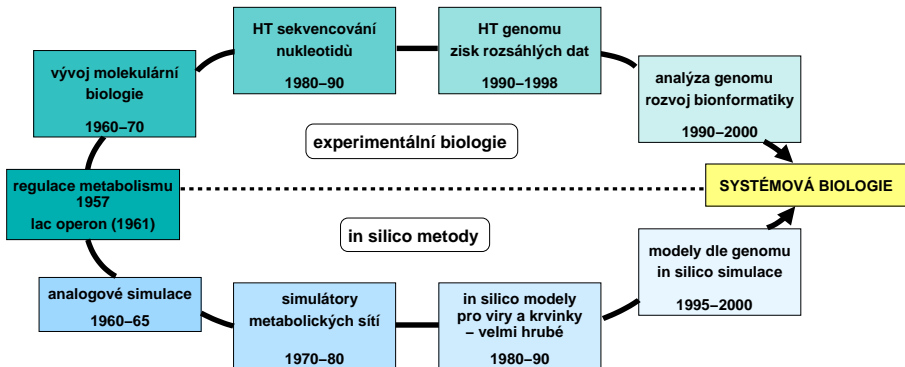 HT sekvencování
nukleotidů
1980–90
HT genomu
zisk rozsáhlých dat
1990–1998
vývoj molekulární
biologie
1960–70
analýza genomu
rozvoj bionformatiky
1990–2000
experimentální biologie
regulace metabolismu
1957
lac operon (1961)
SYSTÉMOVÁ BIOLOGIE
in silico metody
modely dle genomu
in silico simulace
1995–2000
analogové simulace
1960–65
simulátory
metabolických sítí
1970–80
in silico modely
pro viry a krvinky
– velmi hrubé
1980–90